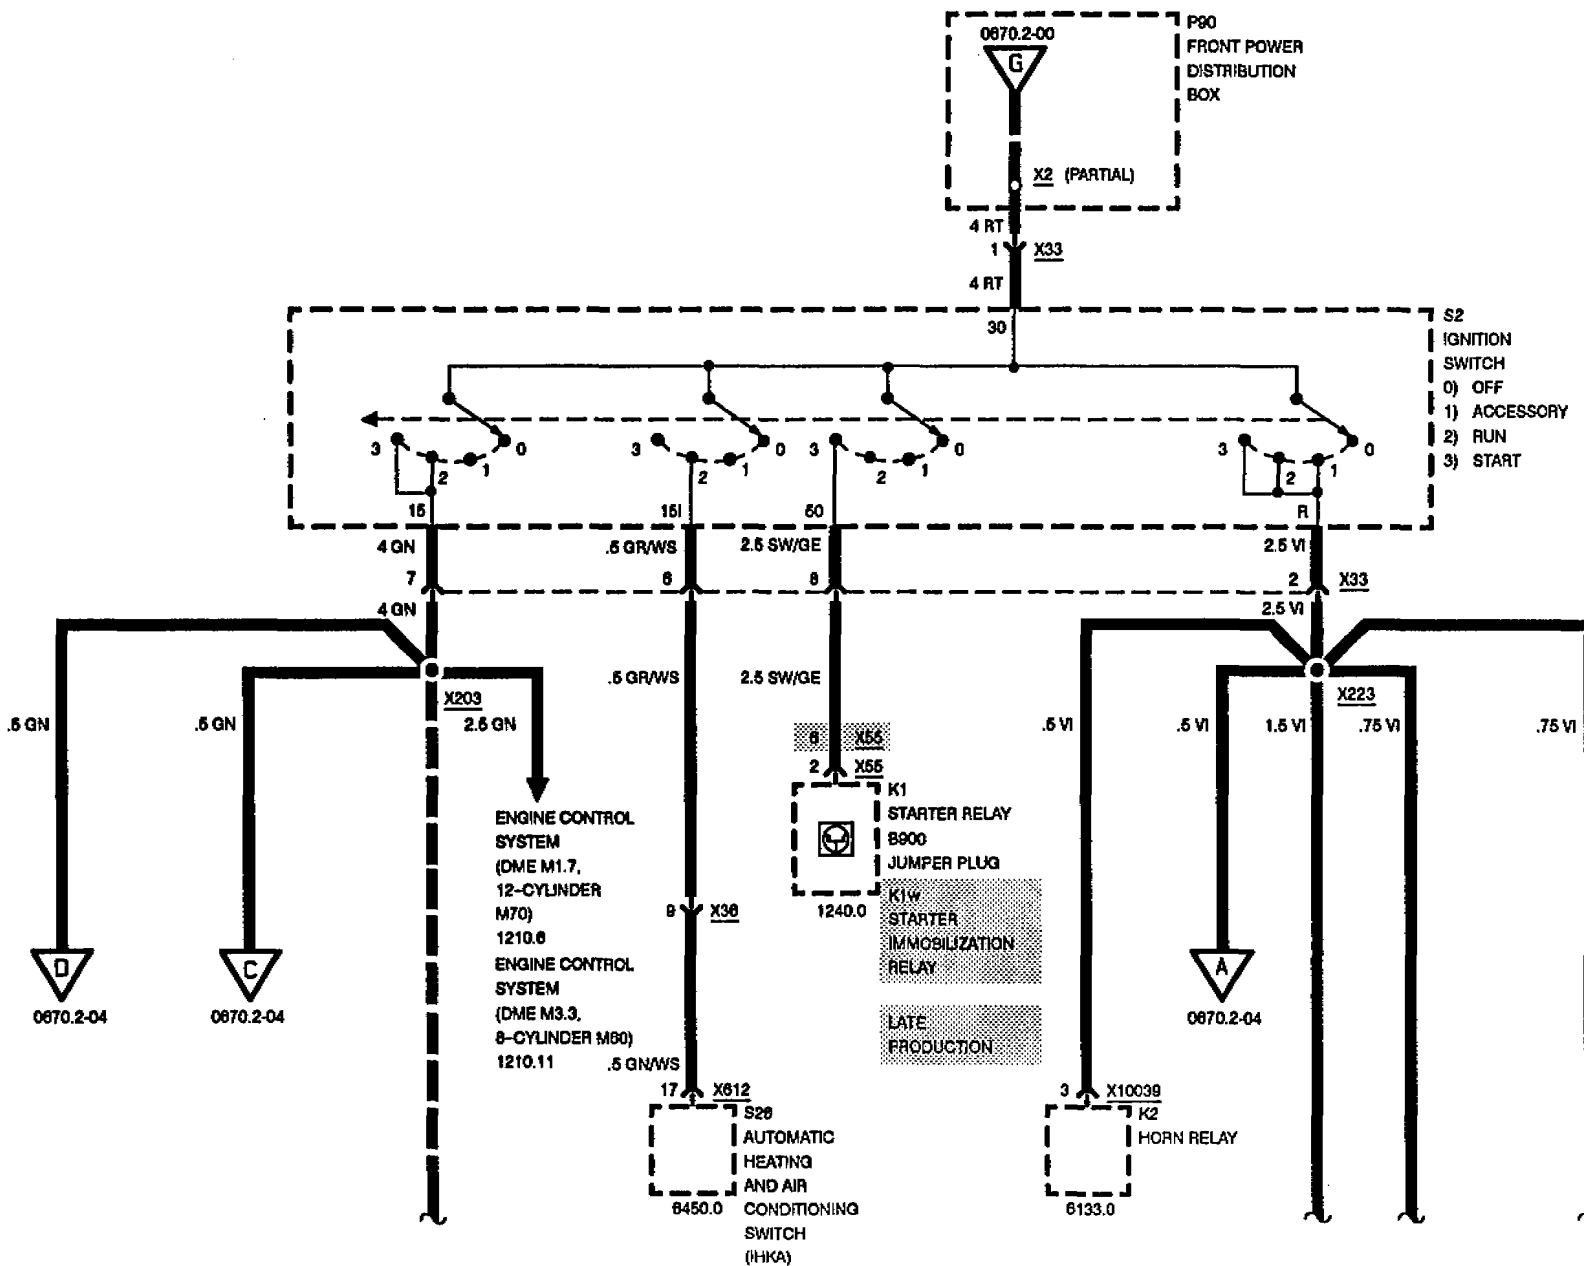 0670.2-00
G
P90
FRONT POWER
DISTRIBUTION
BOX
X2 (PARTIAL)
4 RT
1 X33
4 RT
30
S2
IGNITION
SWITCH
0) OFF
1) ACCESSORY
2) RUN
3) START
3 2 1 0
3 2 1 0
3 2 1 0
3 2 1 0
15 15I 50 R
4 GN .5 GR/WS 2.5 SW/GE 2.5 VI
7 6 8 2 X33
4 GN 2.5 VI
.5 GR/WS 2.5 SW/GE
X203 X223
.5 GN .5 GN 2.5 GN .5 VI .5 VI 1.5 VI .75 VI .75 VI
6 X55
2 X55
K1
STARTER RELAY
B900
JUMPER PLUG
1240.0
K1w
STARTER
IMMOBILIZATION
RELAY
LATE
PRODUCTION
ENGINE CONTROL
SYSTEM
(DME M1.7,
12-CYLINDER
M70)
1210.6
ENGINE CONTROL
SYSTEM
(DME M3.3,
8-CYLINDER M60)
1210.11
9 X36
D
0670.2-04
C
0670.2-04
A
0670.2-04
.5 GN/WS
17 X612
S26
AUTOMATIC
HEATING
AND AIR
CONDITIONING
SWITCH
(IHKA)
6450.0
3 X10039
K2
HORN RELAY
6133.0